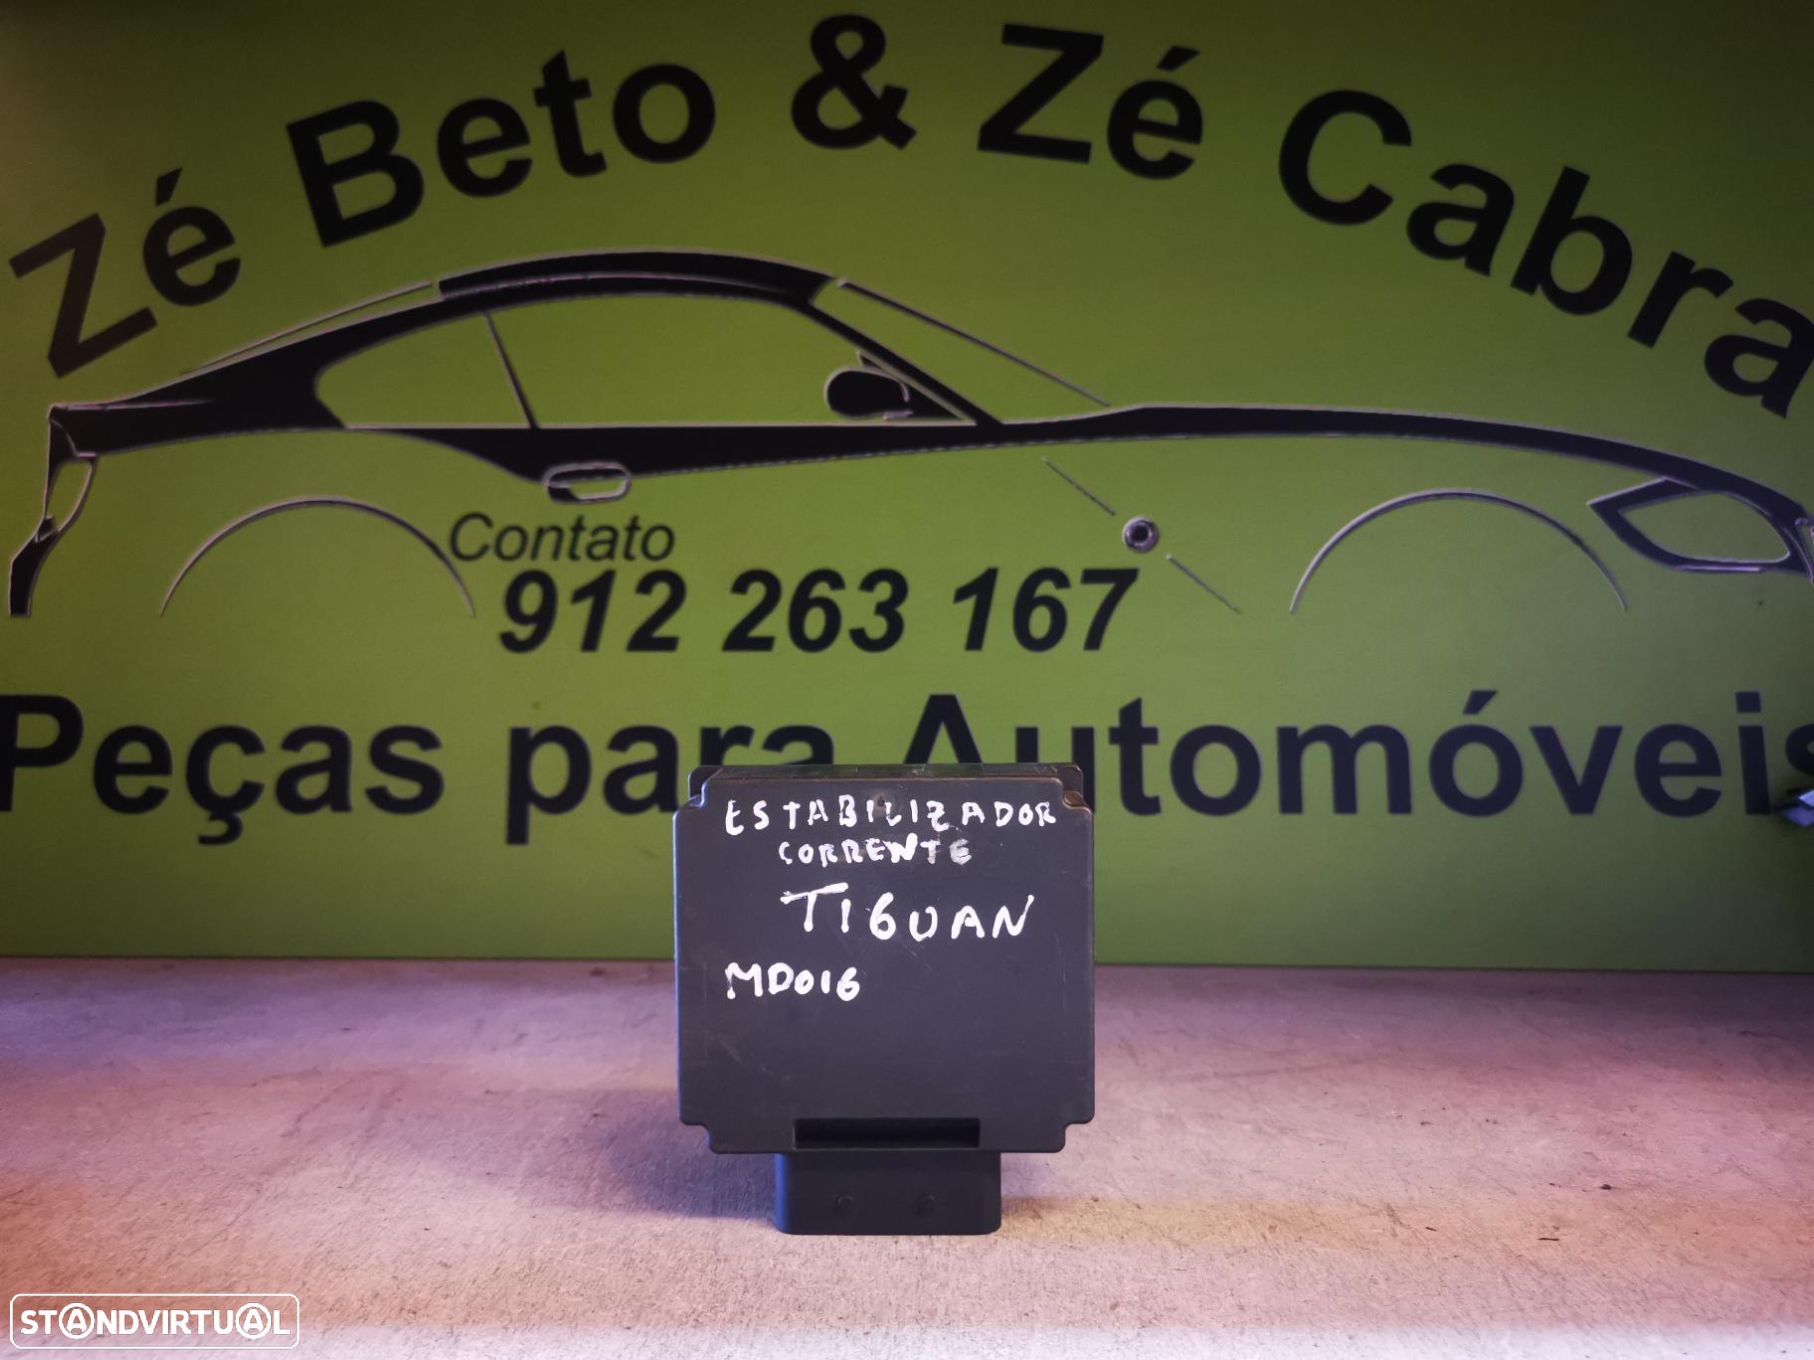 Zé Beto & Zé Cabra
Contato
912 263 167
Peças para Automóveis
ESTABILIZADOR
CORRENTE
TIGUAN
MD016
STANDVIRTUAL